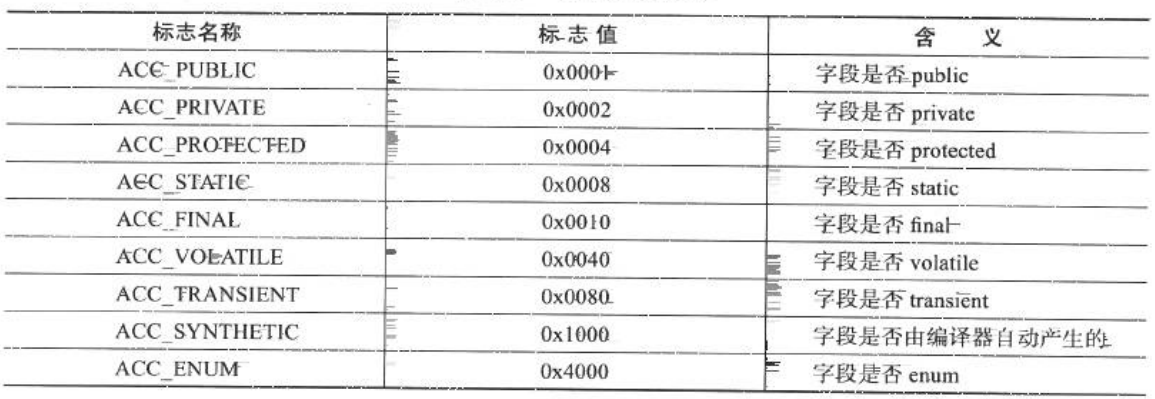 标志名称 标志值 含 义
ACC_PUBLIC 0x0001 字段是否 public
ACC_PRIVATE 0x0002 字段是否 private
ACC_PROTECTED 0x0004 字段是否 protected
ACC_STATIC 0x0008 字段是否 static
ACC_FINAL 0x0010 字段是否 final
ACC_VOLATILE 0x0040 字段是否 volatile
ACC_TRANSIENT 0x0080 字段是否 transient
ACC_SYNTHETIC 0x1000 字段是否由编译器自动产生的
ACC_ENUM 0x4000 字段是否 enum